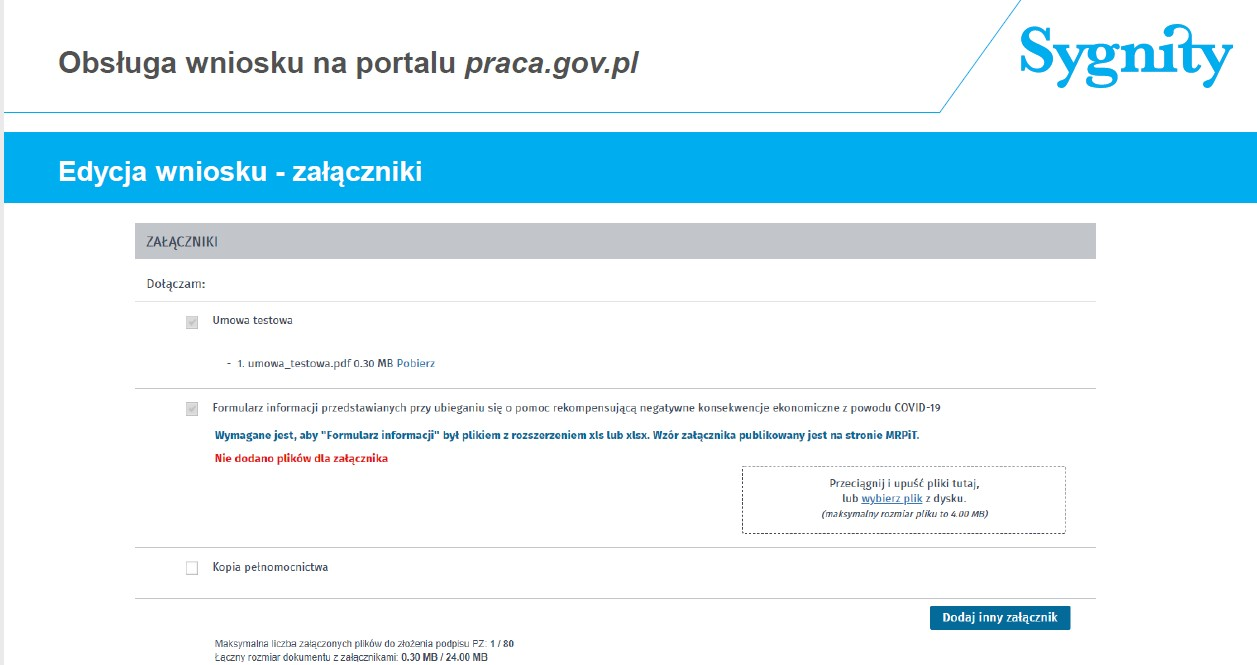 Obsługa wniosku na portalu praca.gov.pl
Sygnity
Edycja wniosku - załączniki
ZAŁĄCZNIKI
Dołączam:
Umowa testowa
- 1. umowa_testowa.pdf 0.30 MB Pobierz
Formularz informacji przedstawianych przy ubieganiu się o pomoc rekompensującą negatywne konsekwencje ekonomiczne z powodu COVID-19
Wymagane jest, aby "Formularz informacji" był plikiem z rozszerzeniem xls lub xlsx. Wzór załącznika publikowany jest na stronie MRPiT.
Nie dodano plików dla załącznika
Przeciągnij i upuść pliki tutaj,
lub wybierz plik z dysku.
(maksymalny rozmiar pliku to 4.00 MB)
Kopia pełnomocnictwa
Dodaj inny załącznik
Maksymalna liczba załączonych plików do złożenia podpisu PZ: 1 / 80
Łączny rozmiar dokumentu z załącznikami: 0.30 MB / 24.00 MB